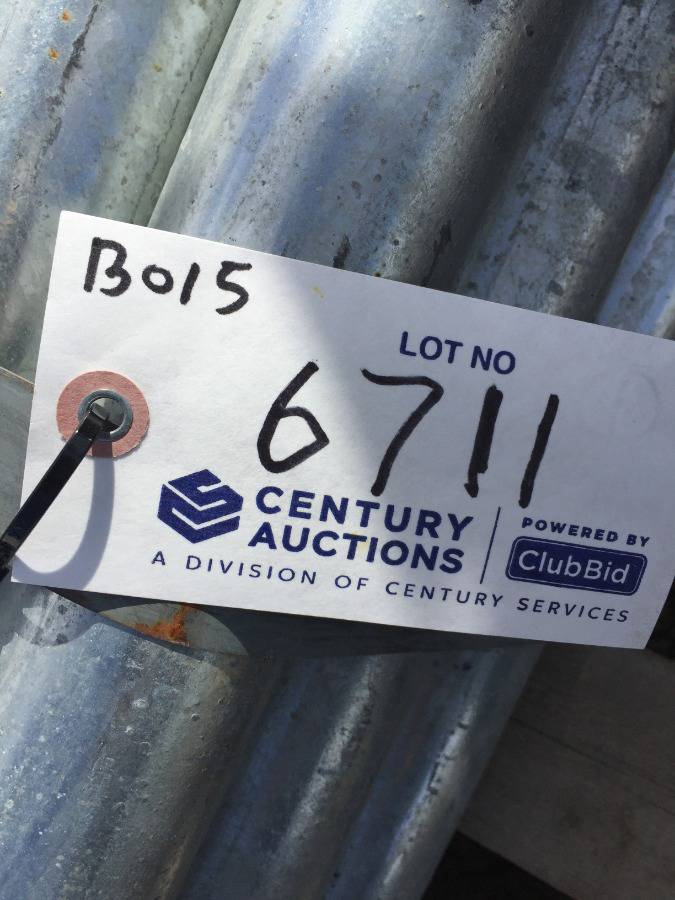 B015
LOT NO
6711
CENTURY
AUCTIONS
A DIVISION OF CENTURY SERVICES
POWERED BY
ClubBid